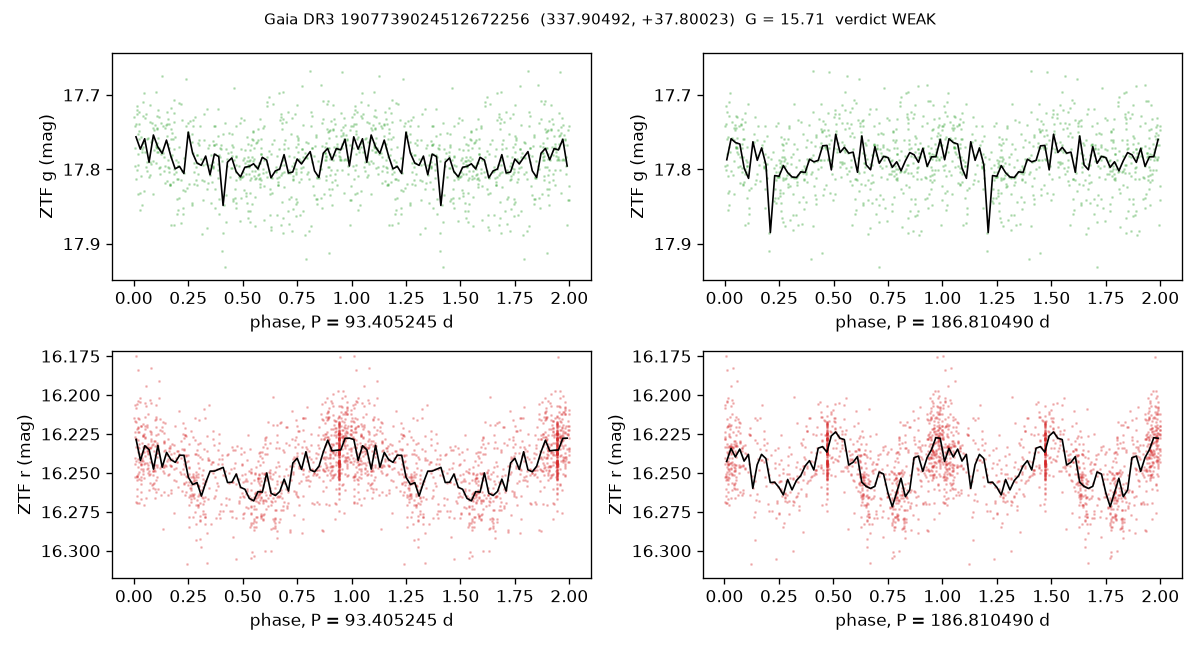 Gaia DR3 1907739024512672256 (337.90492, +37.80023) G = 15.71 verdict WEAK
ZTF g (mag)
17.7
17.8
17.9
0.00 0.25 0.50 0.75 1.00 1.25 1.50 1.75 2.00
phase, P = 93.405245 d
ZTF g (mag)
17.7
17.8
17.9
0.00 0.25 0.50 0.75 1.00 1.25 1.50 1.75 2.00
phase, P = 186.810490 d
ZTF r (mag)
16.175
16.200
16.225
16.250
16.275
16.300
0.00 0.25 0.50 0.75 1.00 1.25 1.50 1.75 2.00
phase, P = 93.405245 d
ZTF r (mag)
16.175
16.200
16.225
16.250
16.275
16.300
0.00 0.25 0.50 0.75 1.00 1.25 1.50 1.75 2.00
phase, P = 186.810490 d